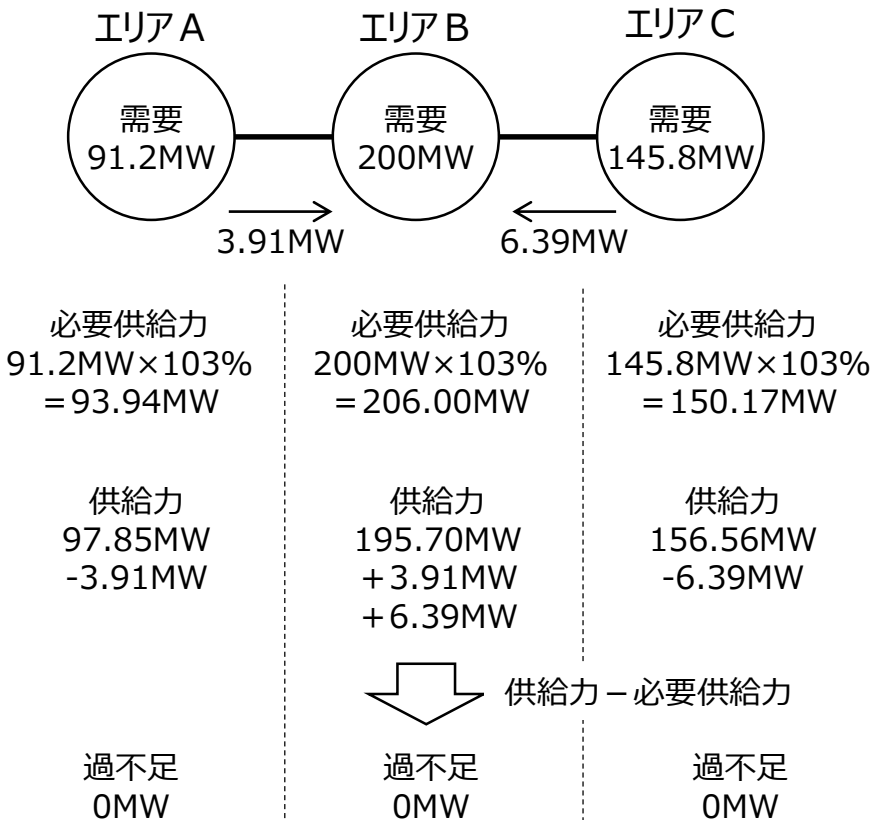 エリアA
エリアB
エリアC
需要
91.2MW
需要
200MW
需要
145.8MW
3.91MW
6.39MW
必要供給力
91.2MW×103%
=93.94MW
必要供給力
200MW×103%
=206.00MW
必要供給力
145.8MW×103%
=150.17MW
供給力
97.85MW
-3.91MW
供給力
195.70MW
+3.91MW
+6.39MW
供給力
156.56MW
-6.39MW
供給力－必要供給力
過不足
0MW
過不足
0MW
過不足
0MW